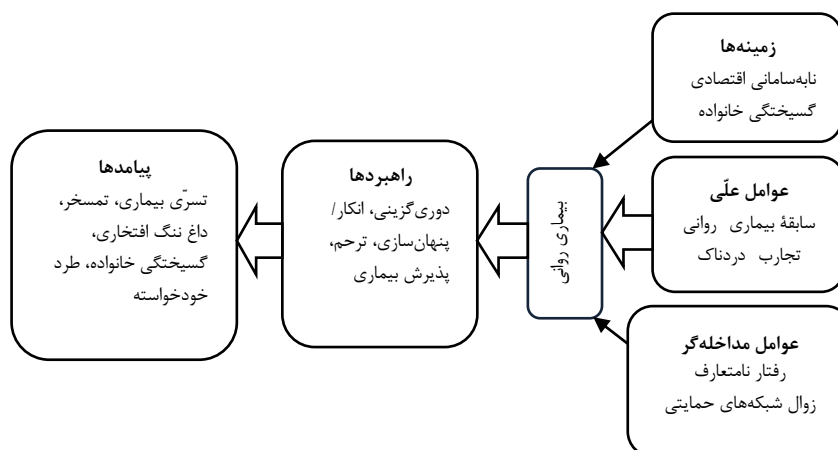 زمینه‌ها
نابه‌سامانی اقتصادی
گسیختگی خانواده
عوامل علّی
سابقهٔ بیماری روانی
تجارب دردناک
عوامل مداخله‌گر
رفتار نامتعارف
زوال شبکه‌های حمایتی
بیماری روانی
راهبردها
دوری‌گزینی، انکار/
پنهان‌سازی، ترحم،
پذیرش بیماری
پیامدها
تسرّی بیماری، تمسخر،
داغ ننگ افتخاری،
گسیختگی خانواده، طرد
خودخواسته